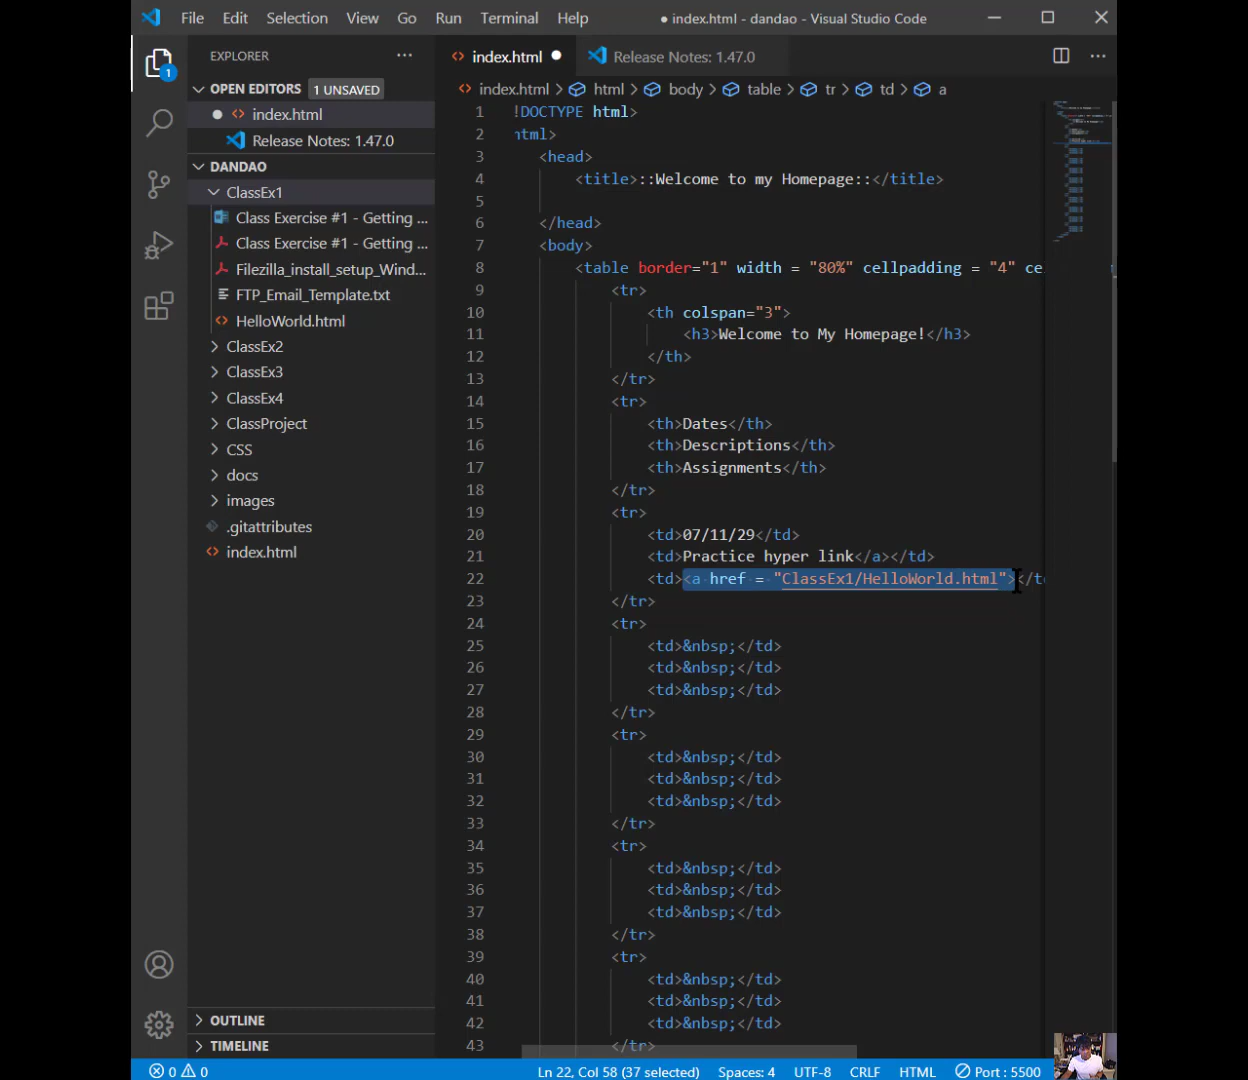 File Edit Selection View Go Run Terminal Help ● index.html - dandao - Visual Studio Code
EXPLORER
index.html
Release Notes: 1.47.0
1
OPEN EDITORS 1 UNSAVED
index.html > html > body > table > tr > td > a
index.html
Release Notes: 1.47.0
DANDAO
ClassEx1
Class Exercise #1 - Getting ...
Class Exercise #1 - Getting ...
Filezilla_install_setup_Wind...
FTP_Email_Template.txt
HelloWorld.html
ClassEx2
ClassEx3
ClassEx4
ClassProject
CSS
docs
images
.gitattributes
index.html
OUTLINE
TIMELINE
1 !DOCTYPE html>
2 html>
3 <head>
4 <title>::Welcome to my Homepage::</title>
5
6 </head>
7 <body>
8 <table border="1" width = "80%" cellpadding = "4" ce
9 <tr>
10 <th colspan="3">
11 <h3>Welcome to My Homepage!</h3>
12 </th>
13 </tr>
14 <tr>
15 <th>Dates</th>
16 <th>Descriptions</th>
17 <th>Assignments</th>
18 </tr>
19 <tr>
20 <td>07/11/29</td>
21 <td>Practice hyper link</a></td>
22 <td><a href = "ClassEx1/HelloWorld.html"></t
23 </tr>
24 <tr>
25 <td>&nbsp;</td>
26 <td>&nbsp;</td>
27 <td>&nbsp;</td>
28 </tr>
29 <tr>
30 <td>&nbsp;</td>
31 <td>&nbsp;</td>
32 <td>&nbsp;</td>
33 </tr>
34 <tr>
35 <td>&nbsp;</td>
36 <td>&nbsp;</td>
37 <td>&nbsp;</td>
38 </tr>
39 <tr>
40 <td>&nbsp;</td>
41 <td>&nbsp;</td>
42 <td>&nbsp;</td>
43 </tr>
0 0 Ln 22, Col 58 (37 selected) Spaces: 4 UTF-8 CRLF HTML Port : 5500